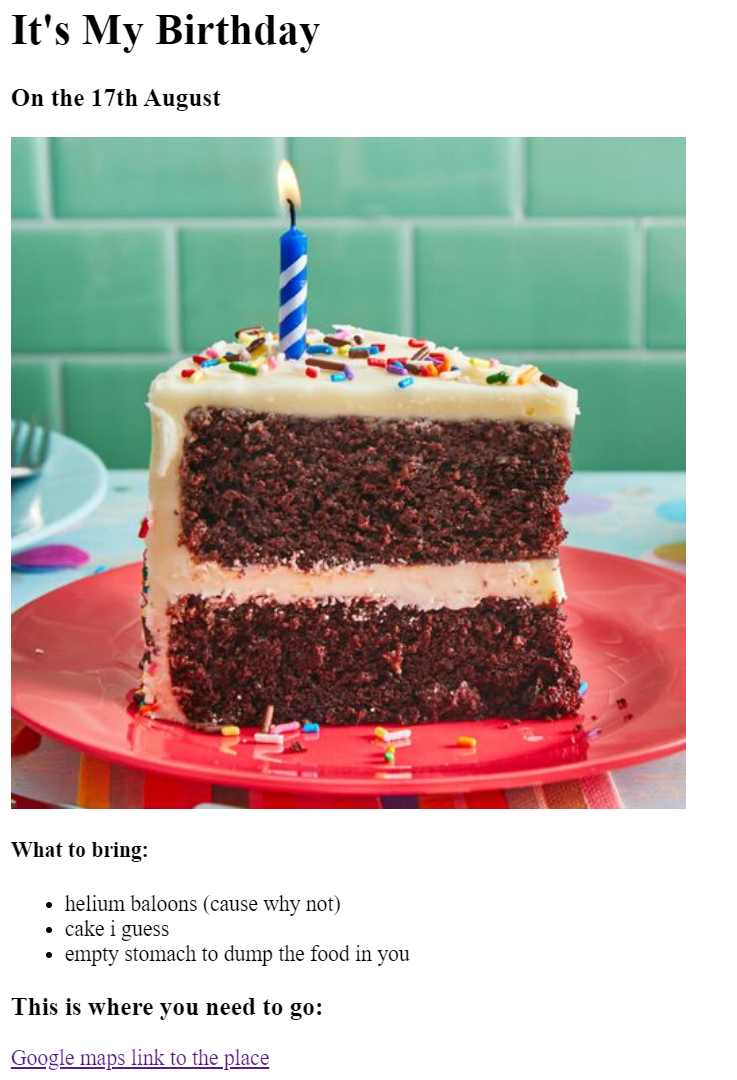 It's My Birthday
On the 17th August
What to bring:
helium baloons (cause why not)
cake i guess
empty stomach to dump the food in you
This is where you need to go:
Google maps link to the place